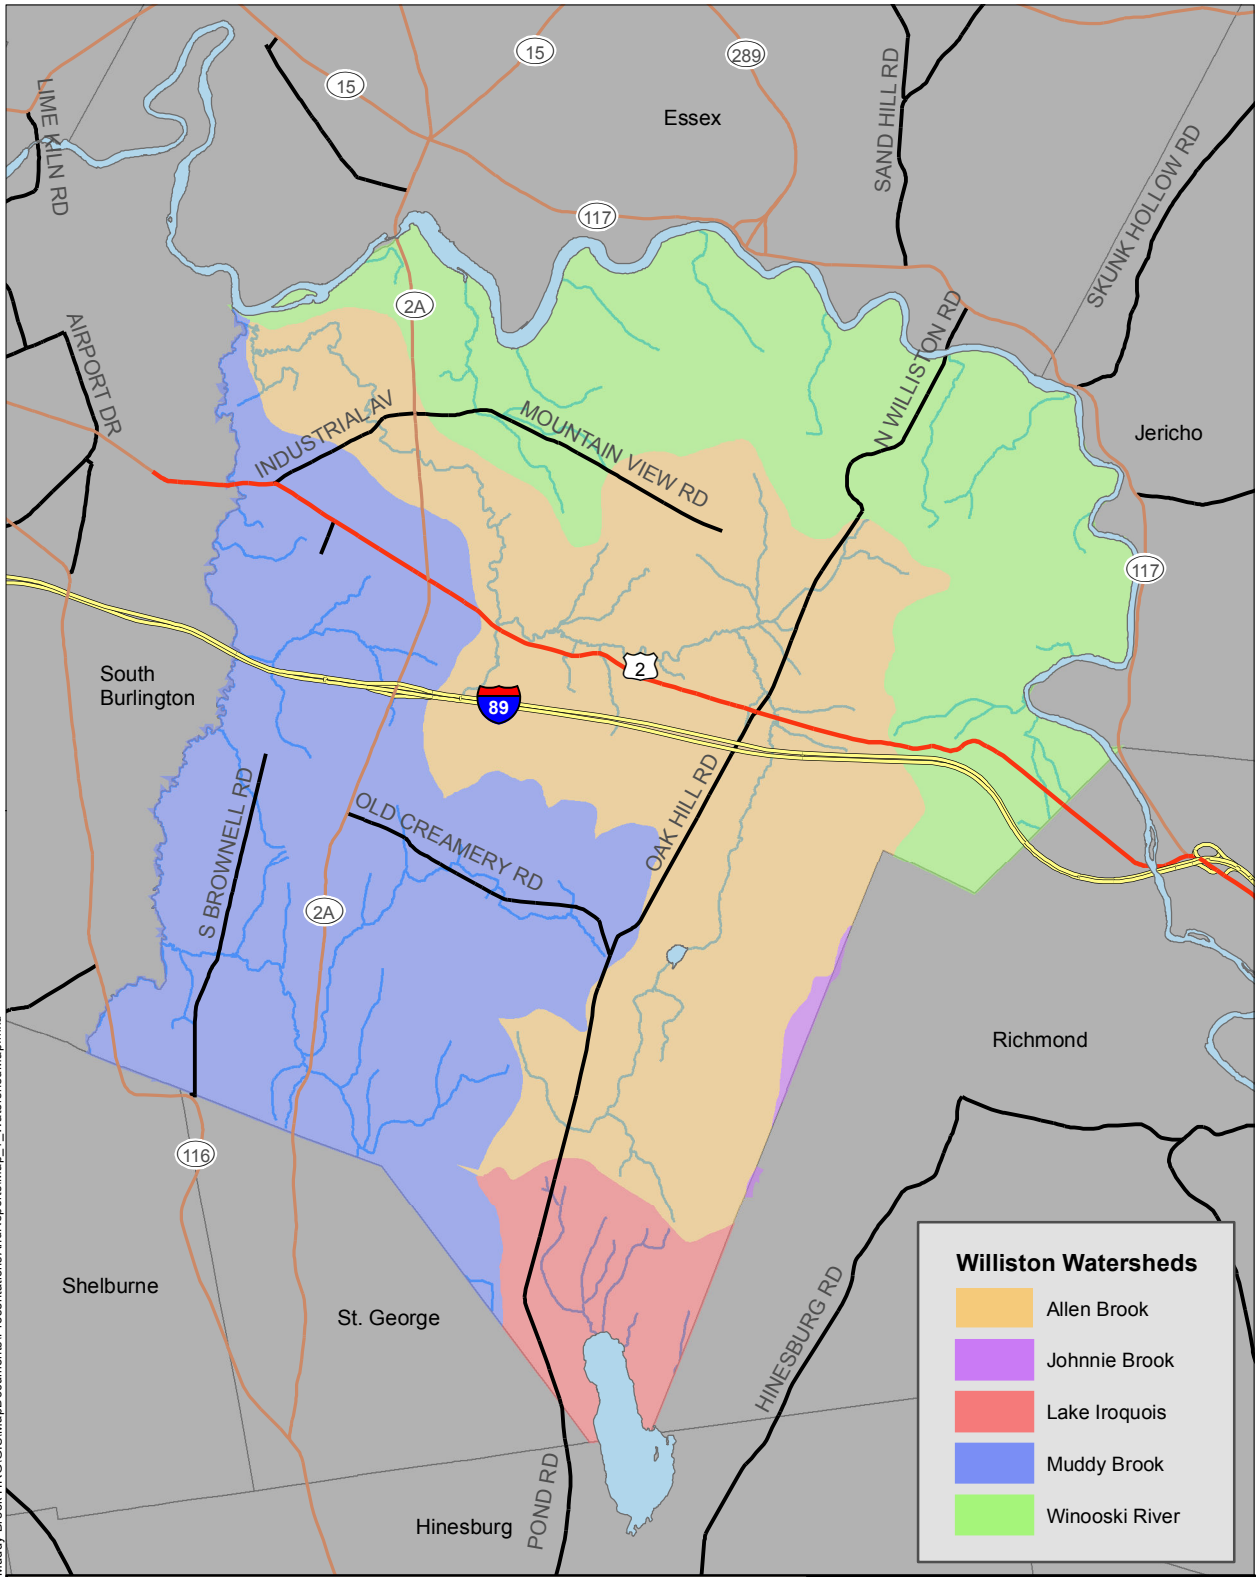 15
15
289
Essex
LIME KILN RD
SAND HILL RD
SKUNK HOLLOW RD
117
2A
AIRPORT DR
N WILLISTON RD
INDUSTRIAL AV
MOUNTAIN VIEW RD
Jericho
117
South
Burlington
2
89
S BROWNELL RD
OLD CREAMERY RD
OAK HILL RD
2A
Richmond
116
Shelburne
St. George
HINESBURG RD
POND RD
Hinesburg
Williston Watersheds
Allen Brook
Johnnie Brook
Lake Iroquois
Muddy Brook
Winooski River